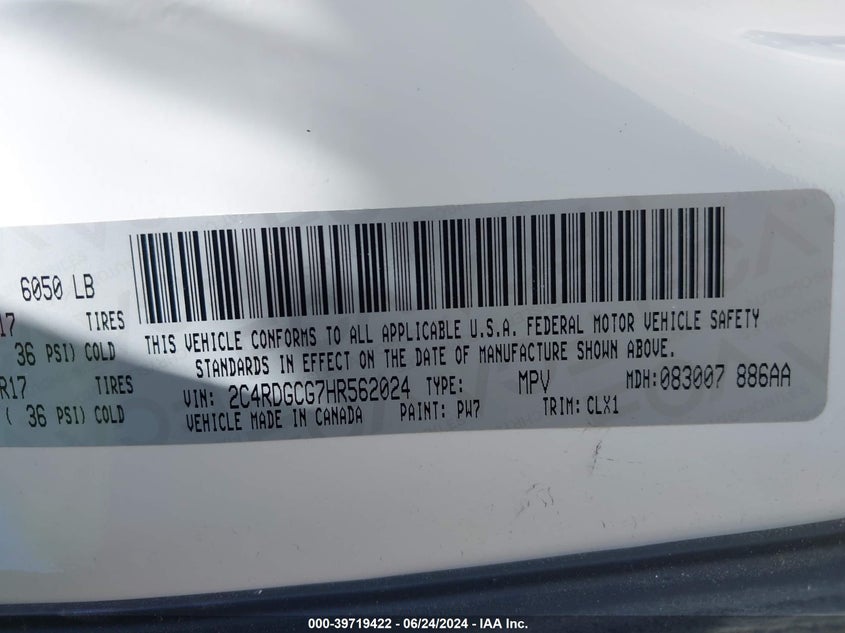 6050 LB
17 TIRES
36 PSI) COLD
R17 TIRES
( 36 PSI) COLD
THIS VEHICLE CONFORMS TO ALL APPLICABLE U.S.A. FEDERAL MOTOR VEHICLE SAFETY
STANDARDS IN EFFECT ON THE DATE OF MANUFACTURE SHOWN ABOVE.
VIN: 2C4RDGCG7HR562024 TYPE: MPV MDH: 083007 886AA
VEHICLE MADE IN CANADA PAINT: PW7 TRIM: CLX1
000-39719422 - 06/24/2024 - IAA Inc.